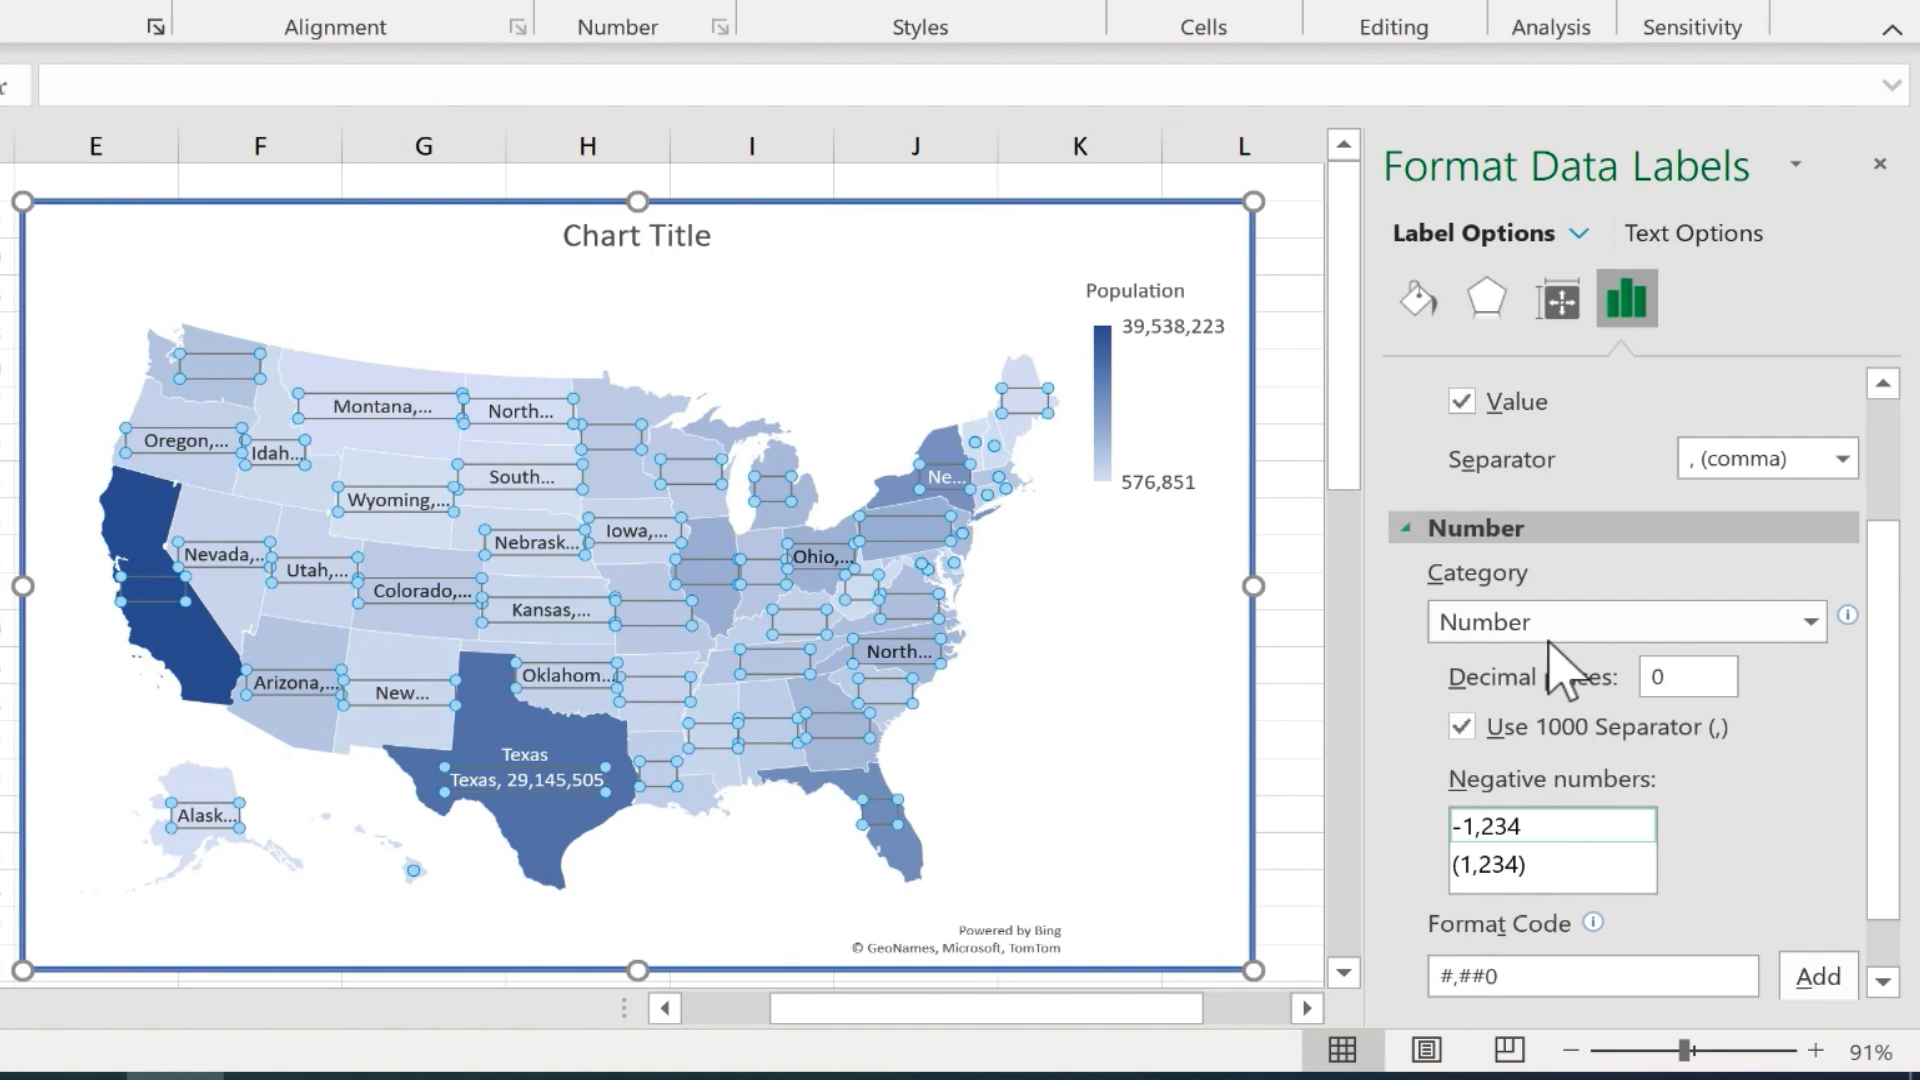 Alignment
Number
Styles
Cells
Editing
Analysis
Sensitivity
E F G H I J K L
Chart Title
Population
39,538,223
576,851
Montana,...
North...
Oregon,...
Idah...
South...
Ne...
Wyoming,...
Iowa,...
Nebrask...
Nevada,...
Ohio,...
Utah,...
Colorado,...
Kansas,...
North...
Oklahom...
Arizona,...
New...
Texas
Texas, 29,145,505
Alask...
Powered by Bing
© GeoNames, Microsoft, TomTom
Format Data Labels
Label Options
Text Options
Value
Separator
, (comma)
Number
Category
Number
Decimal
es:
0
Use 1000 Separator (,)
Negative numbers:
-1,234
(1,234)
Format Code
#,##0
Add
91%